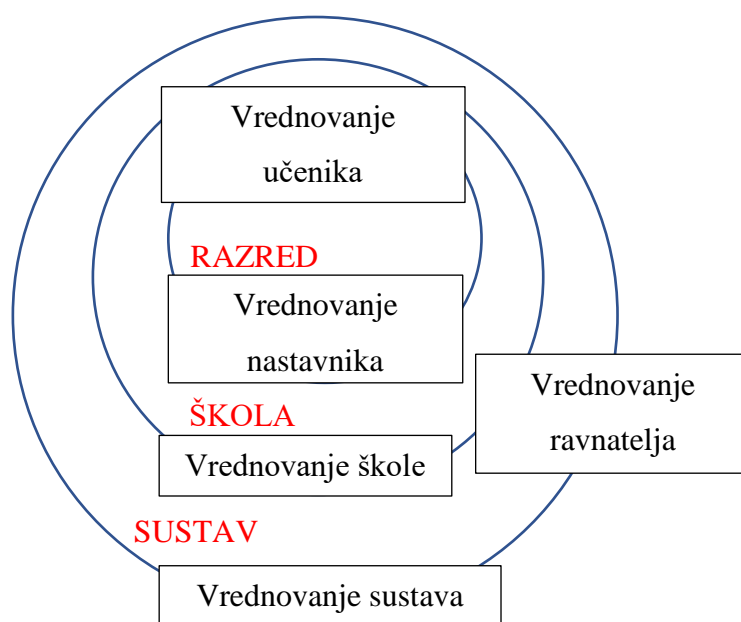 Vrednovanje
učenika
RAZRED
Vrednovanje
nastavnika
Vrednovanje
ravnatelja
ŠKOLA
Vrednovanje škole
SUSTAV
Vrednovanje sustava